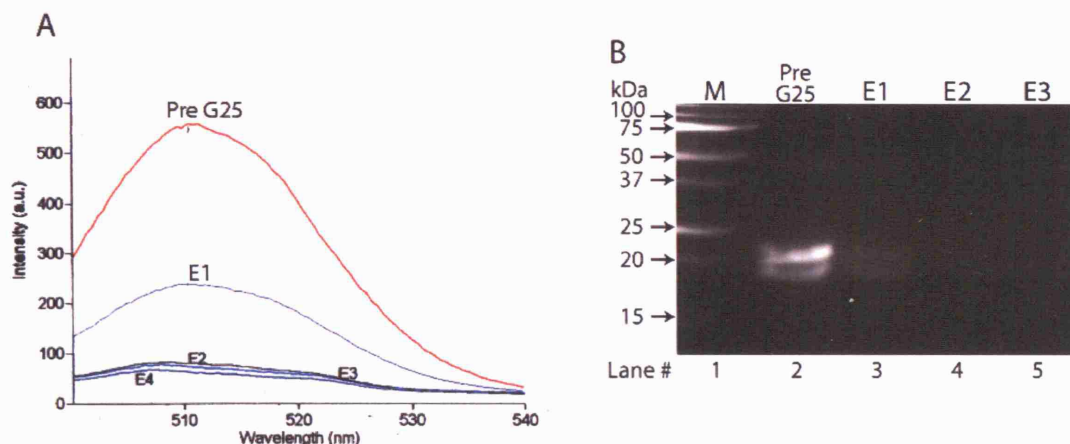 A
Intensity (a.u.)
600
500
400
300
200
100
0
Pre G25
E1
E2
E3
E4
510
520
530
540
Wavelength (nm)
B
kDa
M
Pre
G25
E1
E2
E3
100
75
50
37
25
20
15
Lane #
1
2
3
4
5